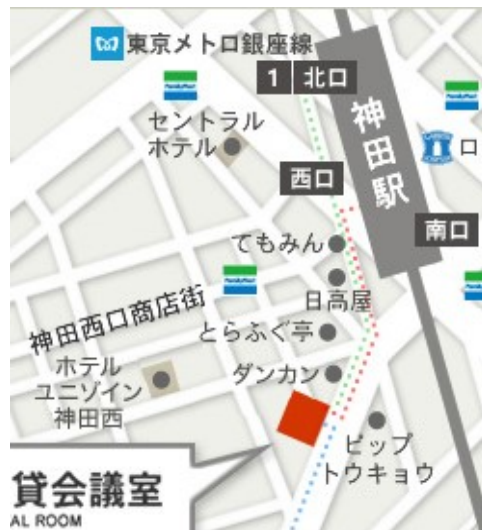 東京メトロ銀座線
1 北口
FamilyMart
セントラル
ホテル
神田駅
口
西口
南口
てもみん
日高屋
神田西口商店街
とらふぐ亭
ホテル
ユニゾイン
神田西
ダンカン
ピップ
トウキョウ
貸会議室
AL ROOM